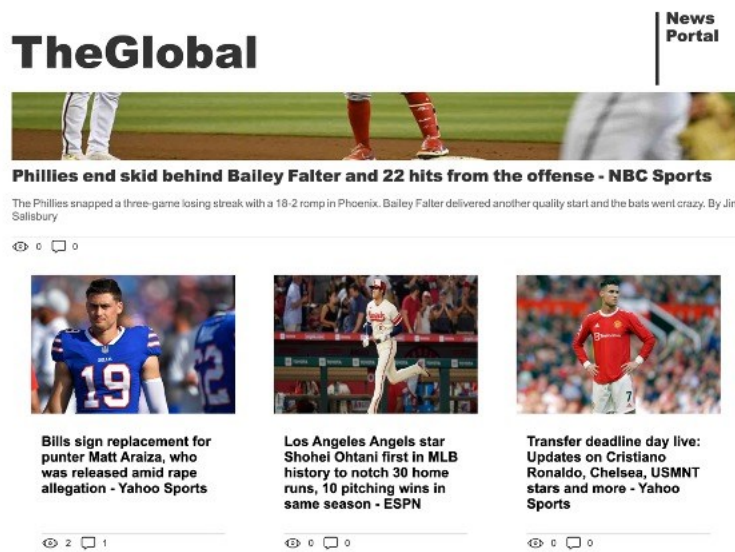 TheGlobal
News
Portal
Phillies end skid behind Bailey Falter and 22 hits from the offense - NBC Sports
The Phillies snapped a three-game losing streak with a 18-2 romp in Phoenix. Bailey Falter delivered another quality start and the bats went crazy. By Jim
Salisbury
0 0
BILLS
19
Bills sign replacement for
punter Matt Araiza, who
was released amid rape
allegation - Yahoo Sports
2 1
Los Angeles Angels star
Shohei Ohtani first in MLB
history to notch 30 home
runs, 10 pitching wins in
same season - ESPN
0 0
7
Transfer deadline day live:
Updates on Cristiano
Ronaldo, Chelsea, USMNT
stars and more - Yahoo
Sports
0 0